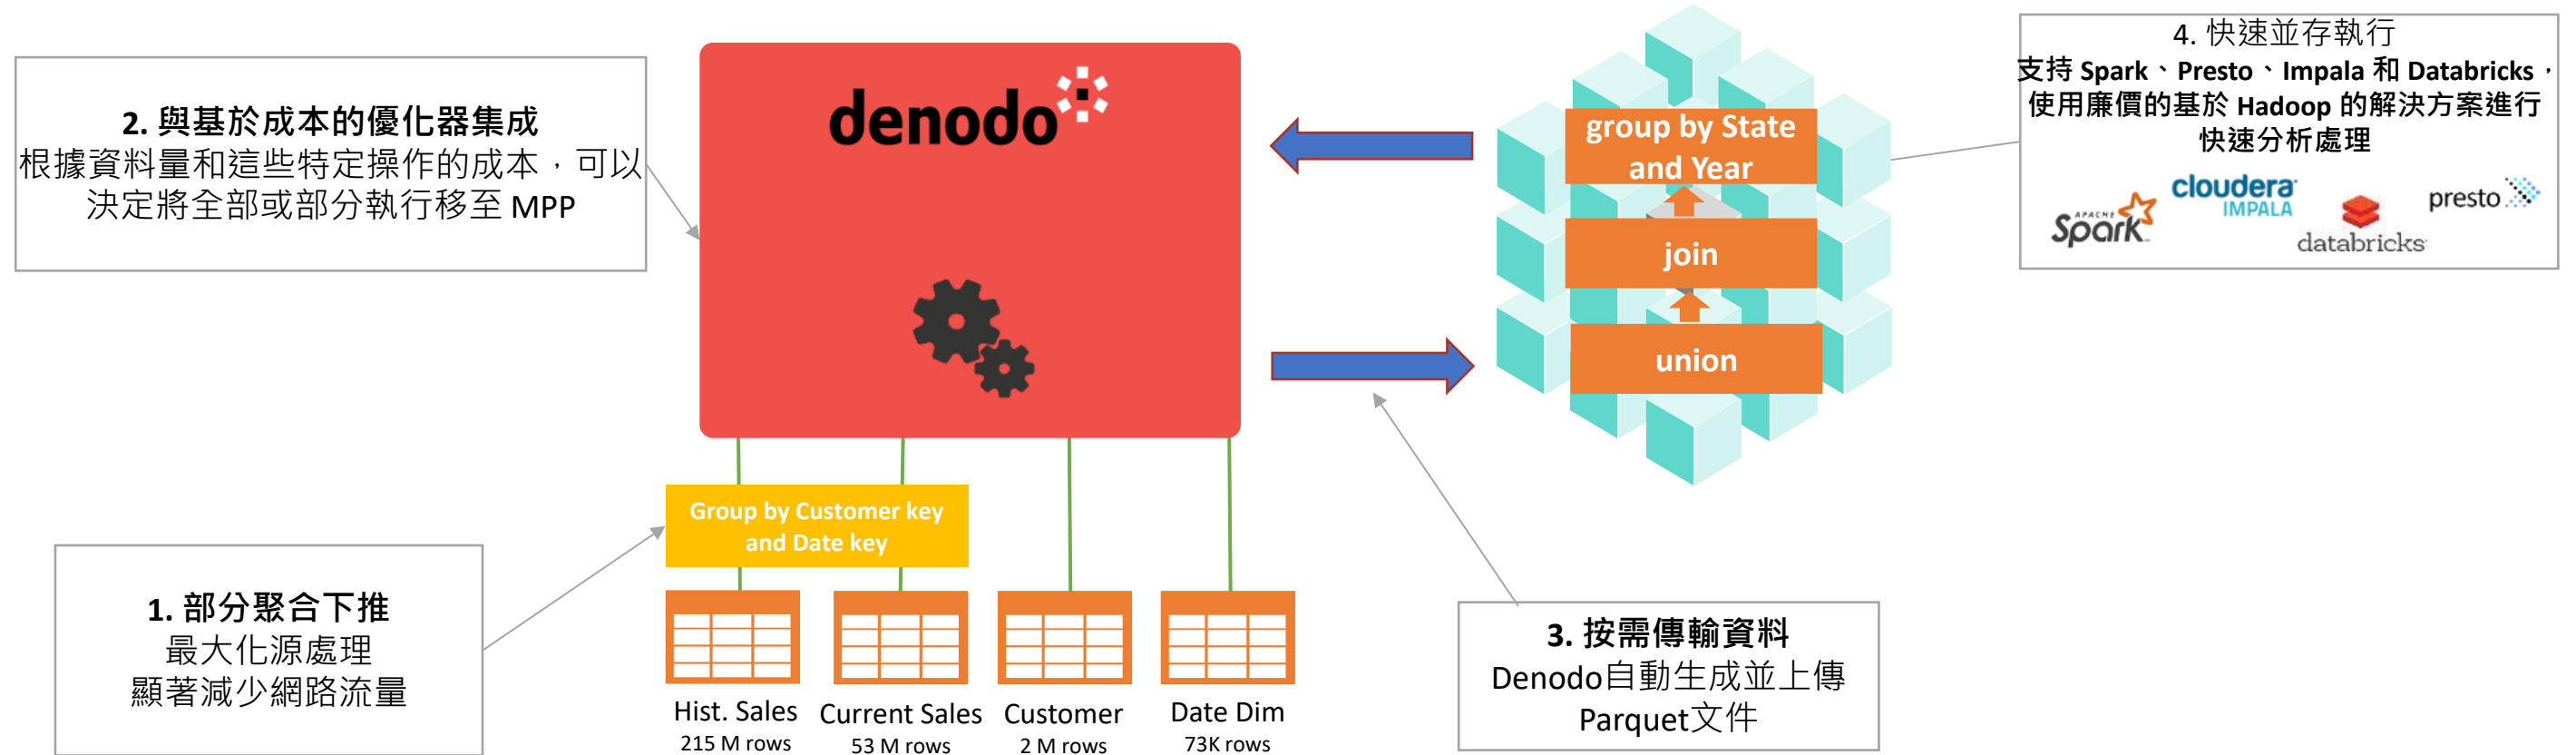 2. 與基於成本的優化器集成
根據資料量和這些特定操作的成本，可以
決定將全部或部分執行移至 MPP
denodo
group by State
and Year
join
union
4. 快速並存執行
支持 Spark、Presto、Impala 和 Databricks，
使用廉價的基於 Hadoop 的解決方案進行
快速分析處理
APACHE
Spark
cloudera
IMPALA
databricks
presto
Group by Customer key
and Date key
1. 部分聚合下推
最大化源處理
顯著減少網路流量
Hist. Sales
215 M rows
Current Sales
53 M rows
Customer
2 M rows
Date Dim
73K rows
3. 按需傳輸資料
Denodo自動生成並上傳
Parquet文件